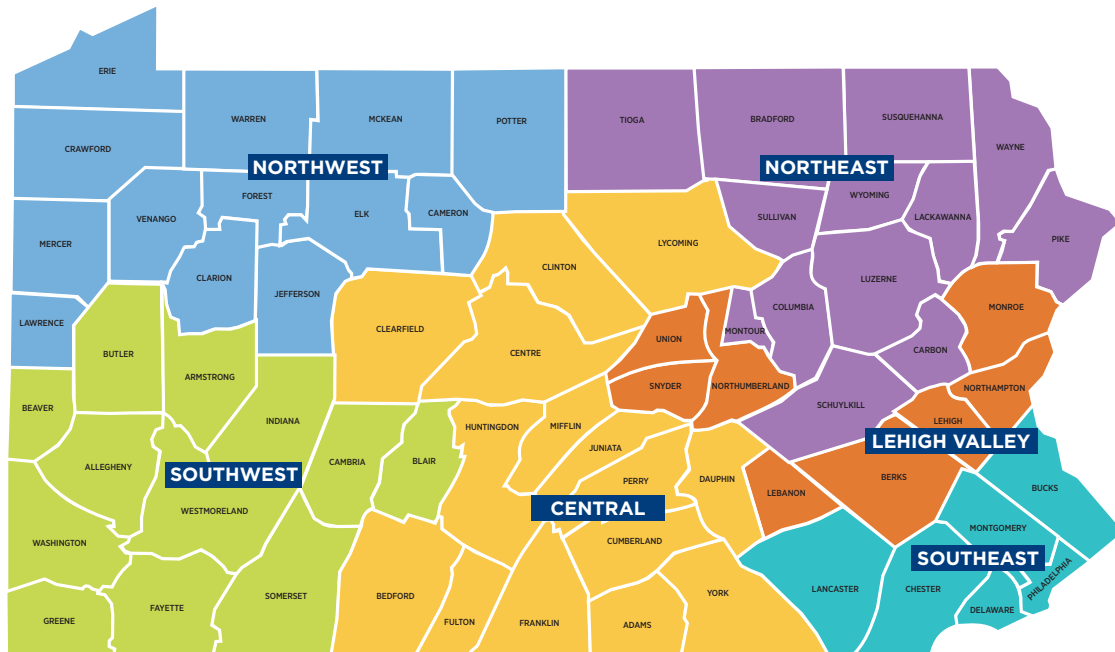 ERIE
WARREN
MCKEAN
POTTER
TIOGA
BRADFORD
SUSQUEHANNA
WAYNE
CRAWFORD
NORTHWEST
NORTHEAST
FOREST
VENANGO
ELK
CAMERON
SULLIVAN
WYOMING
LACKAWANNA
PIKE
MERCER
CLARION
JEFFERSON
CLINTON
LYCOMING
LUZERNE
COLUMBIA
MONROE
LAWRENCE
CLEARFIELD
CENTRE
UNION
MONTOUR
CARBON
BUTLER
ARMSTRONG
SNYDER
NORTHUMBERLAND
NORTHAMPTON
BEAVER
INDIANA
HUNTINGDON
MIFFLIN
SCHUYLKILL
LEHIGH
LEHIGH VALLEY
ALLEGHENY
SOUTHWEST
CAMBRIA
BLAIR
JUNIATA
PERRY
DAUPHIN
LEBANON
BERKS
BUCKS
WESTMORELAND
CENTRAL
CUMBERLAND
MONTGOMERY
WASHINGTON
SOUTHEAST
PHILADELPHIA
GREENE
FAYETTE
SOMERSET
BEDFORD
FULTON
FRANKLIN
ADAMS
YORK
LANCASTER
CHESTER
DELAWARE